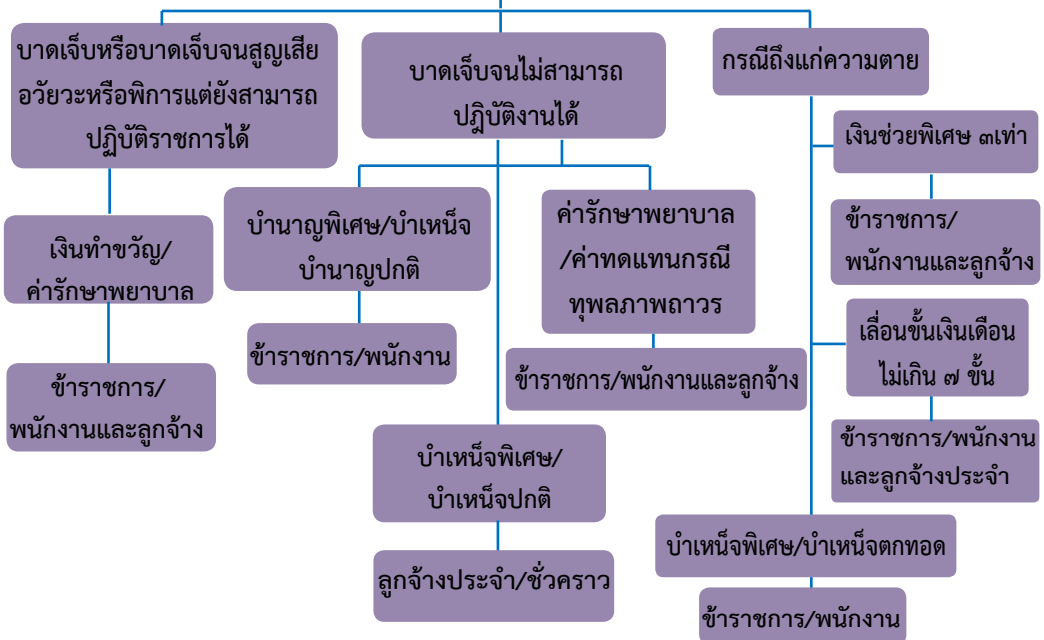 บาดเจ็บหรือบาดเจ็บจนสูญเสีย
อวัยวะหรือพิการแต่ยังสามารถ
ปฏิบัติราชการได้
เงินทำขวัญ/
ค่ารักษาพยาบาล
ข้าราชการ/
พนักงานและลูกจ้าง
บาดเจ็บจนไม่สามารถ
ปฎิบัติงานได้
บำนาญพิเศษ/บำเหน็จ
บำนาญปกติ
ข้าราชการ/พนักงาน
ค่ารักษาพยาบาล
/ค่าทดแทนกรณี
ทุพลภาพถาวร
ข้าราชการ/พนักงานและลูกจ้าง
บำเหน็จพิเศษ/
บำเหน็จปกติ
ลูกจ้างประจำ/ชั่วคราว
กรณีถึงแก่ความตาย
เงินช่วยพิเศษ ๓เท่า
ข้าราชการ/
พนักงานและลูกจ้าง
เลื่อนขั้นเงินเดือน
ไม่เกิน ๗ ขั้น
ข้าราชการ/พนักงาน
และลูกจ้างประจำ
บำเหน็จพิเศษ/บำเหน็จตกทอด
ข้าราชการ/พนักงาน